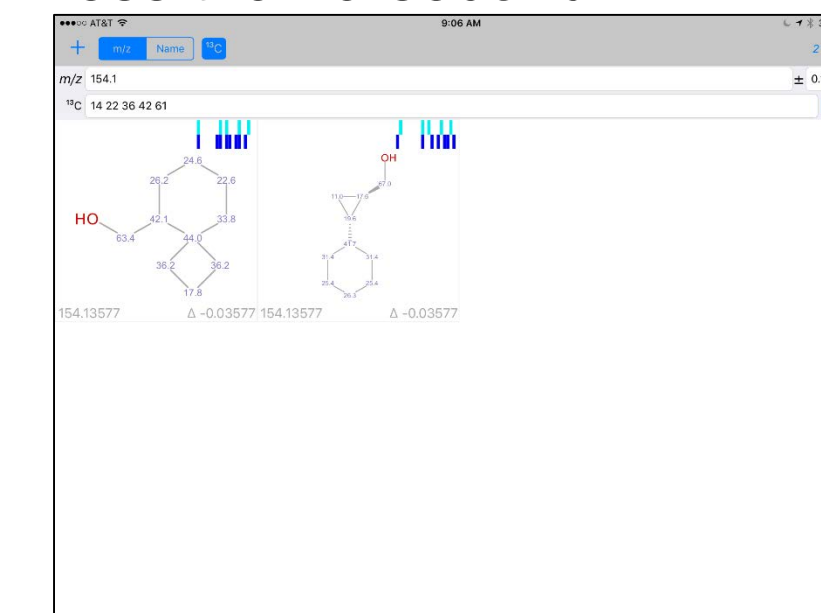 AT&T 9:06 AM
+ m/z Name ¹³C 2
m/z 154.1 ± 0.
¹³C 14 22 36 42 61
24.6
26.2 22.6
HO 42.1 33.8
63.4 44.0
36.2 36.2
17.8
154.13577 Δ -0.03577
OH
67.0
11.0 17.6
19.6
41.7
31.4 31.4
25.4 25.4
26.3
154.13577 Δ -0.03577